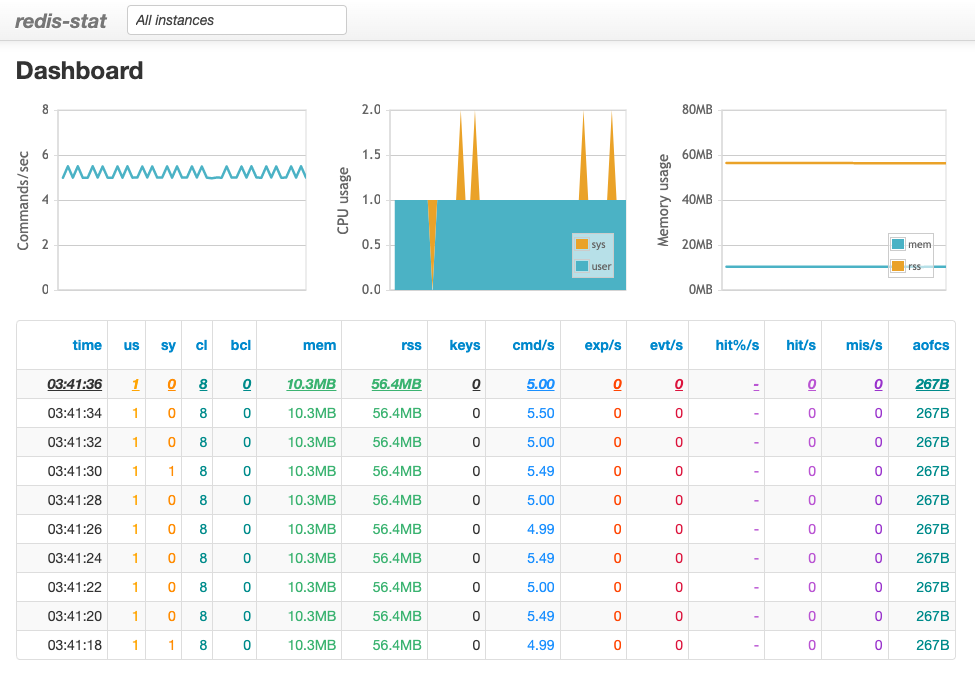 redis-stat All instances
Dashboard
Commands/sec
8
6
4
2
0
CPU usage
2.0
1.5
1.0
0.5
0.0
sys
user
Memory usage
80MB
60MB
40MB
20MB
0MB
mem
rss
time us sy cl bcl mem rss keys cmd/s exp/s evt/s hit%/s hit/s mis/s aofcs
03:41:36 1 0 8 0 10.3MB 56.4MB 0 5.00 0 0 - 0 0 267B
03:41:34 1 0 8 0 10.3MB 56.4MB 0 5.50 0 0 - 0 0 267B
03:41:32 1 0 8 0 10.3MB 56.4MB 0 5.00 0 0 - 0 0 267B
03:41:30 1 1 8 0 10.3MB 56.4MB 0 5.49 0 0 - 0 0 267B
03:41:28 1 0 8 0 10.3MB 56.4MB 0 5.00 0 0 - 0 0 267B
03:41:26 1 0 8 0 10.3MB 56.4MB 0 4.99 0 0 - 0 0 267B
03:41:24 1 0 8 0 10.3MB 56.4MB 0 5.49 0 0 - 0 0 267B
03:41:22 1 0 8 0 10.3MB 56.4MB 0 5.00 0 0 - 0 0 267B
03:41:20 1 0 8 0 10.3MB 56.4MB 0 5.49 0 0 - 0 0 267B
03:41:18 1 1 8 0 10.3MB 56.4MB 0 4.99 0 0 - 0 0 267B